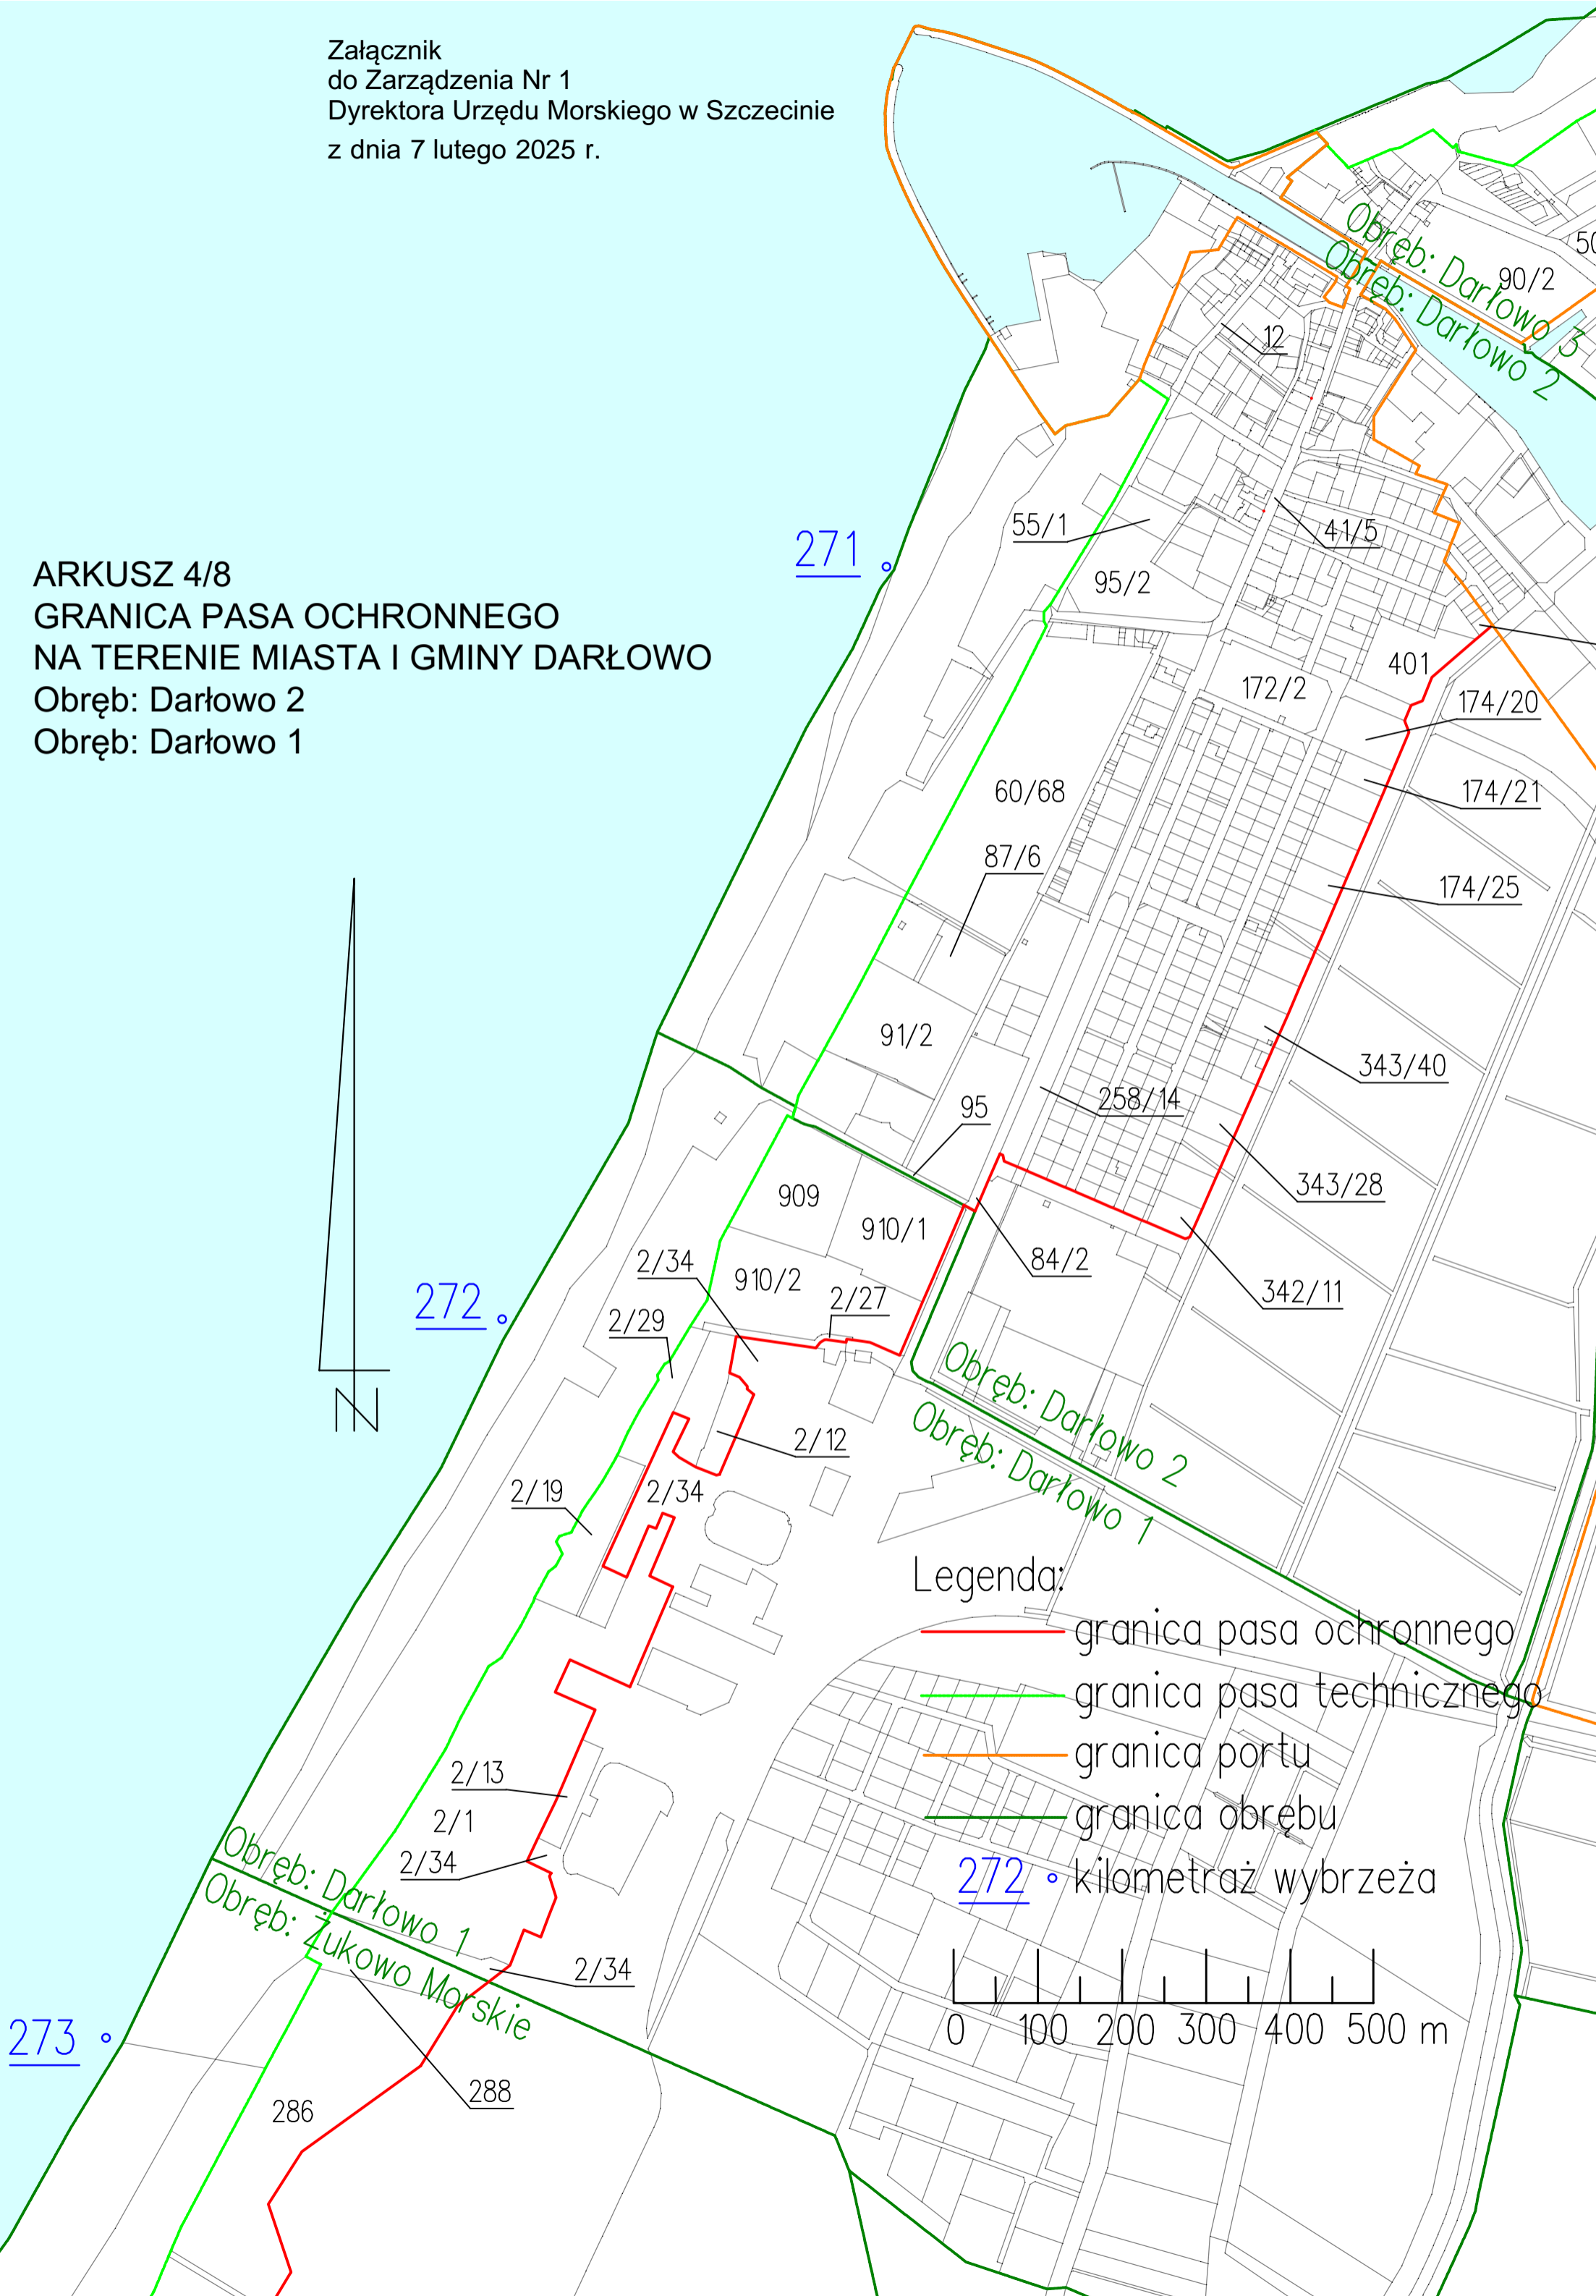 Załącznik
do Zarządzenia Nr 1
Dyrektora Urzędu Morskiego w Szczecinie
z dnia 7 lutego 2025 r.
Obręb: Darłowo 3
Obręb: Darłowo 2
90/2
12
271
55/1
41/5
95/2
ARKUSZ 4/8
GRANICA PASA OCHRONNEGO
NA TERENIE MIASTA I GMINY DARŁOWO
Obręb: Darłowo 2
Obręb: Darłowo 1
401
172/2
174/20
60/68
174/21
87/6
174/25
91/2
343/40
258/14
95
343/28
909
910/1
84/2
2/34
910/2
342/11
272
2/27
2/29
Obręb: Darłowo 2
Obręb: Darłowo 1
2/12
2/19
2/34
Legenda:
granica pasa ochronnego
granica pasa technicznego
granica portu
granica obrębu
272 kilometraż wybrzeża
2/13
2/1
2/34
Obręb: Darłowo 1
Obręb: Żukowo Morskie
2/34
N
0 100 200 300 400 500 m
273
288
286